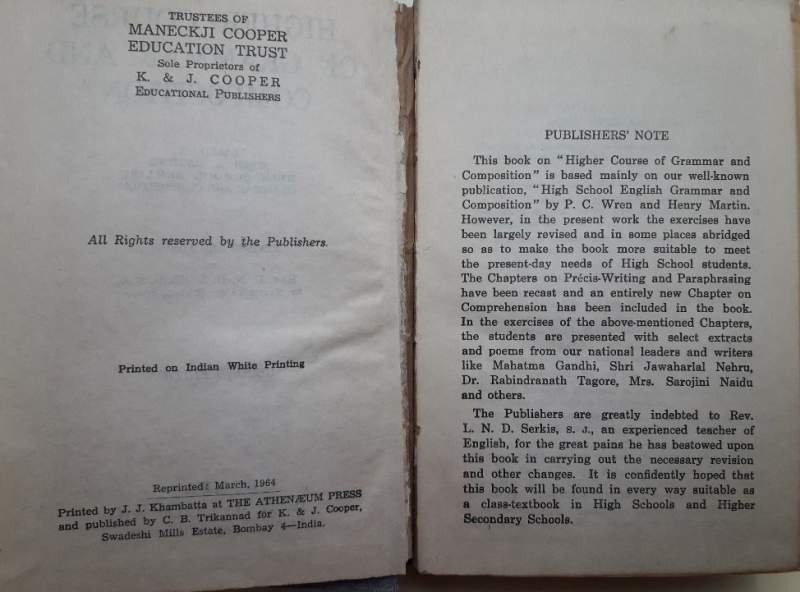 TRUSTEES OF
MANECKJI COOPER
EDUCATION TRUST
Sole Proprietors of
K. & J. COOPER
EDUCATIONAL PUBLISHERS
All Rights reserved by the Publishers.
Printed on Indian White Printing
Reprinted: March, 1964
Printed by J. J. Khambatta at THE ATHENÆUM PRESS
and published by C. B. Trikannad for K. & J. Cooper,
Swadeshi Mills Estate, Bombay 4—India.
PUBLISHERS' NOTE
This book on "Higher Course of Grammar and
Composition" is based mainly on our well-known
publication, "High School English Grammar and
Composition" by P. C. Wren and Henry Martin.
However, in the present work the exercises have
been largely revised and in some places abridged
so as to make the book more suitable to meet
the present-day needs of High School students.
The Chapters on Précis-Writing and Paraphrasing
have been recast and an entirely new Chapter on
Comprehension has been included in the book.
In the exercises of the above-mentioned Chapters,
the students are presented with select extracts
and poems from our national leaders and writers
like Mahatma Gandhi, Shri Jawaharlal Nehru,
Dr. Rabindranath Tagore, Mrs. Sarojini Naidu
and others.
The Publishers are greatly indebted to Rev.
L. N. D. Serkis, S. J., an experienced teacher of
English, for the great pains he has bestowed upon
this book in carrying out the necessary revision
and other changes. It is confidently hoped that
this book will be found in every way suitable as
a class-textbook in High Schools and Higher
Secondary Schools.